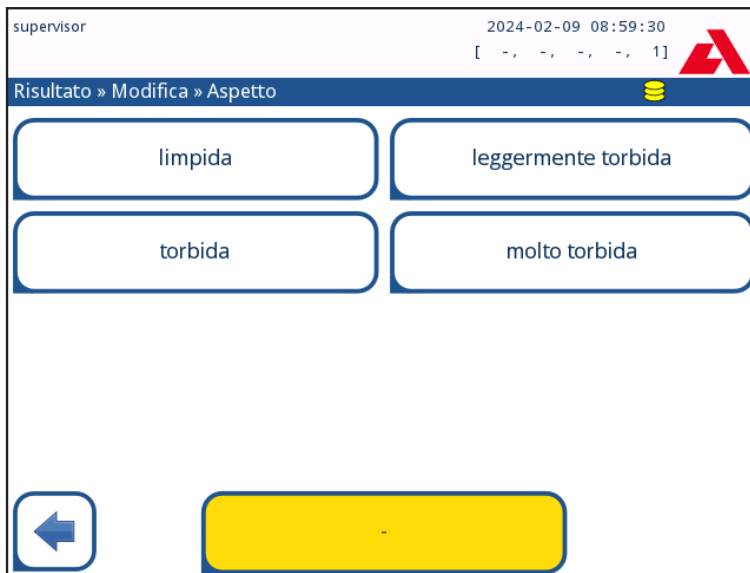 supervisor
2024-02-09 08:59:30
[ -, -, -, -, 1]
Risultato » Modifica » Aspetto
limpida
leggermente torbida
torbida
molto torbida
-